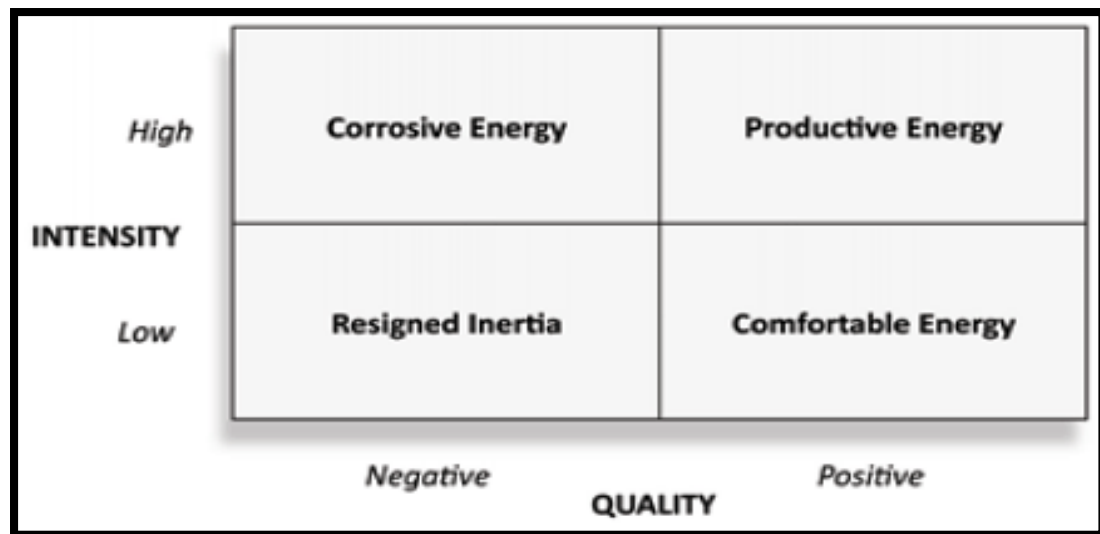 High
Corrosive Energy
Productive Energy
INTENSITY
Low
Resigned Inertia
Comfortable Energy
Negative
Positive
QUALITY